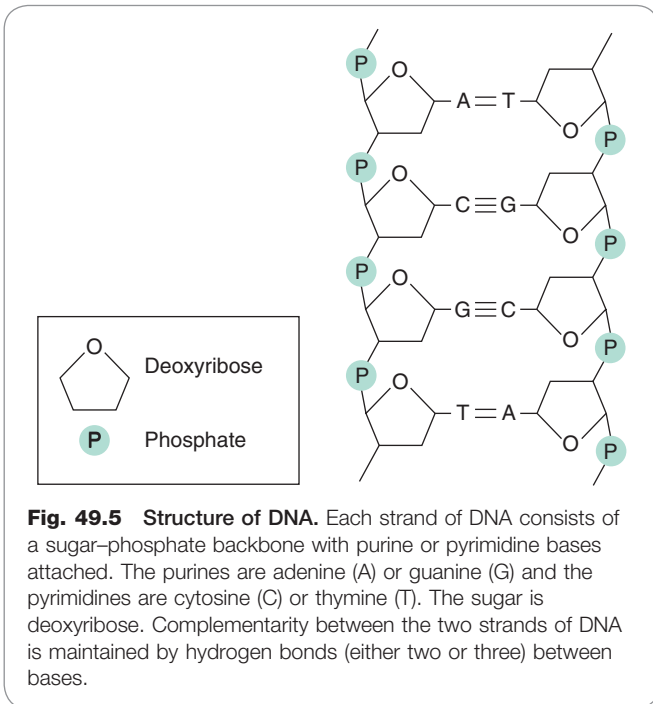 P
O
A = T
O
P
P
O
C ≡ G
O
P
P
O
G ≡ C
O
P
P
O
T = A
O
P
O
Deoxyribose
P
Phosphate
Fig. 49.5 Structure of DNA. Each strand of DNA consists of
a sugar–phosphate backbone with purine or pyrimidine bases
attached. The purines are adenine (A) or guanine (G) and the
pyrimidines are cytosine (C) or thymine (T). The sugar is
deoxyribose. Complementarity between the two strands of DNA
is maintained by hydrogen bonds (either two or three) between
bases.